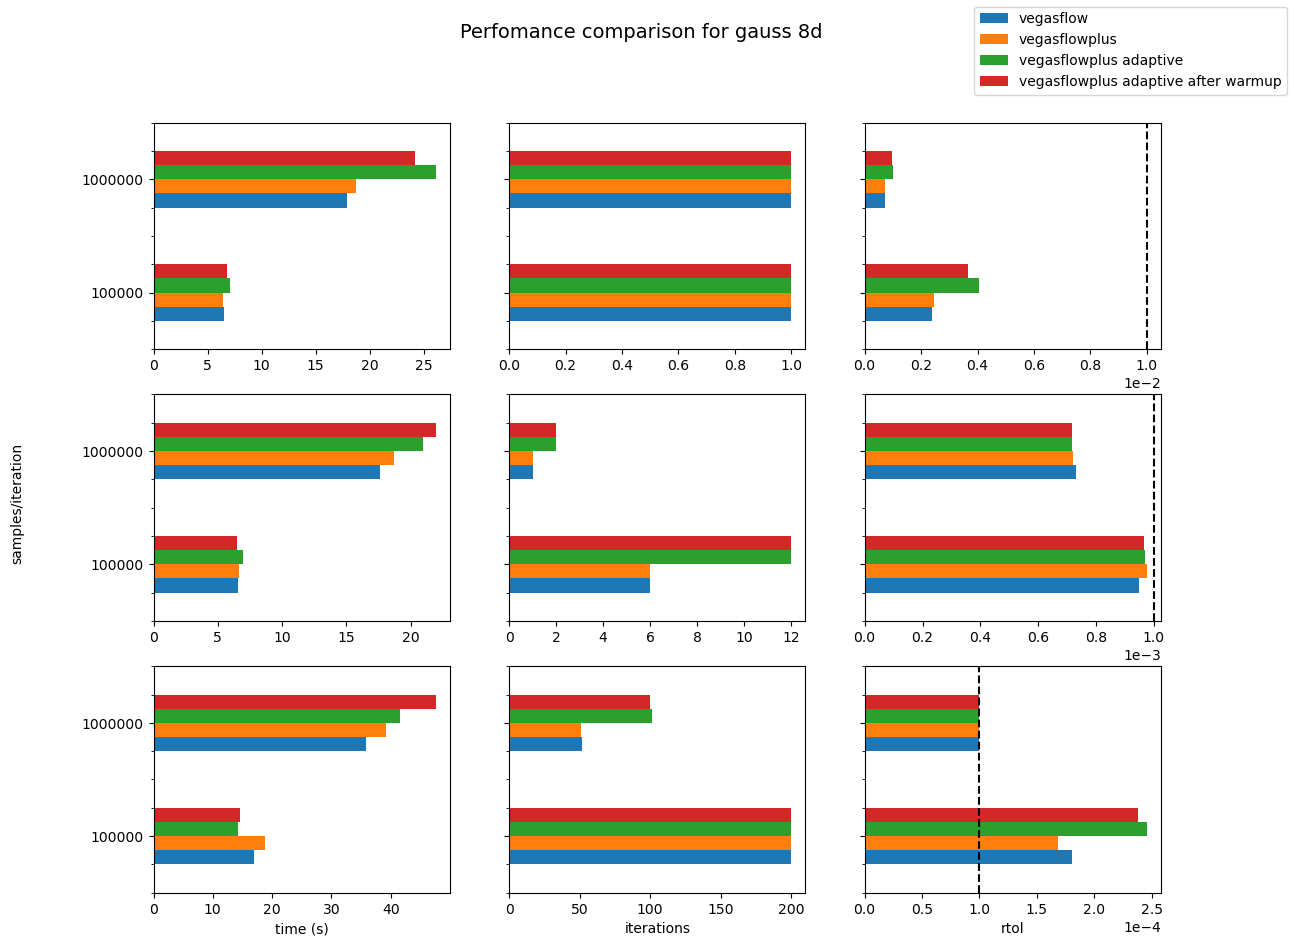 Perfomance comparison for gauss 8d
vegasflow
vegasflowplus
vegasflowplus adaptive
vegasflowplus adaptive after warmup
1000000
100000
0 5 10 15 20 25
0.0 0.2 0.4 0.6 0.8 1.0
0.0 0.2 0.4 0.6 0.8 1.0
1e−2
samples/iteration
1000000
100000
0 5 10 15 20
0 2 4 6 8 10 12
0.0 0.2 0.4 0.6 0.8 1.0
1e−3
1000000
100000
0 10 20 30 40
0 50 100 150 200
0.0 0.5 1.0 1.5 2.0 2.5
1e−4
time (s)
iterations
rtol